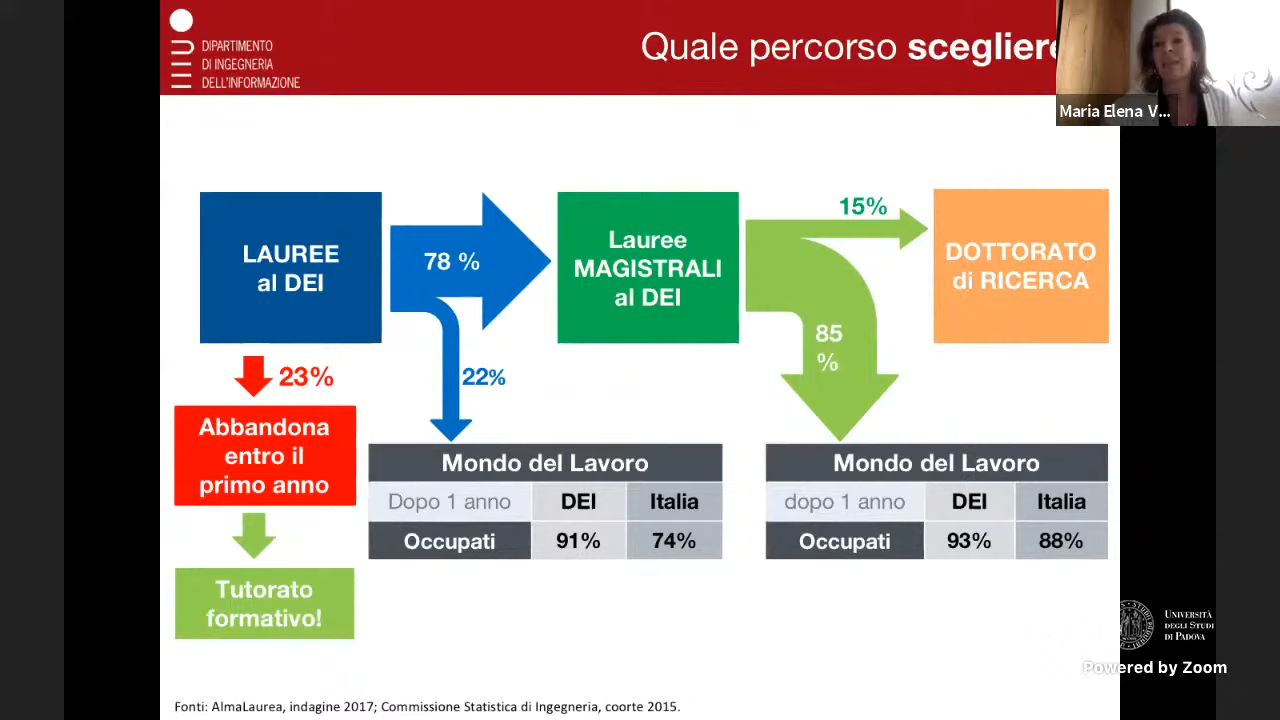 DIPARTIMENTO
DI INGEGNERIA
DELL'INFORMAZIONE
Quale percorso scegliere
Maria Elena V...
LAUREE
al DEI
78 %
Lauree
MAGISTRALI
al DEI
15%
DOTTORATO
di RICERCA
85
%
23%
22%
Abbandona
entro il
primo anno
Mondo del Lavoro
Dopo 1 anno DEI Italia
Occupati 91% 74%
Mondo del Lavoro
dopo 1 anno DEI Italia
Occupati 93% 88%
Tutorato
formativo!
UNIVERSITÀ
DEGLI STUDI
DI PADOVA
Powered by Zoom
Fonti: AlmaLaurea, indagine 2017; Commissione Statistica di Ingegneria, coorte 2015.